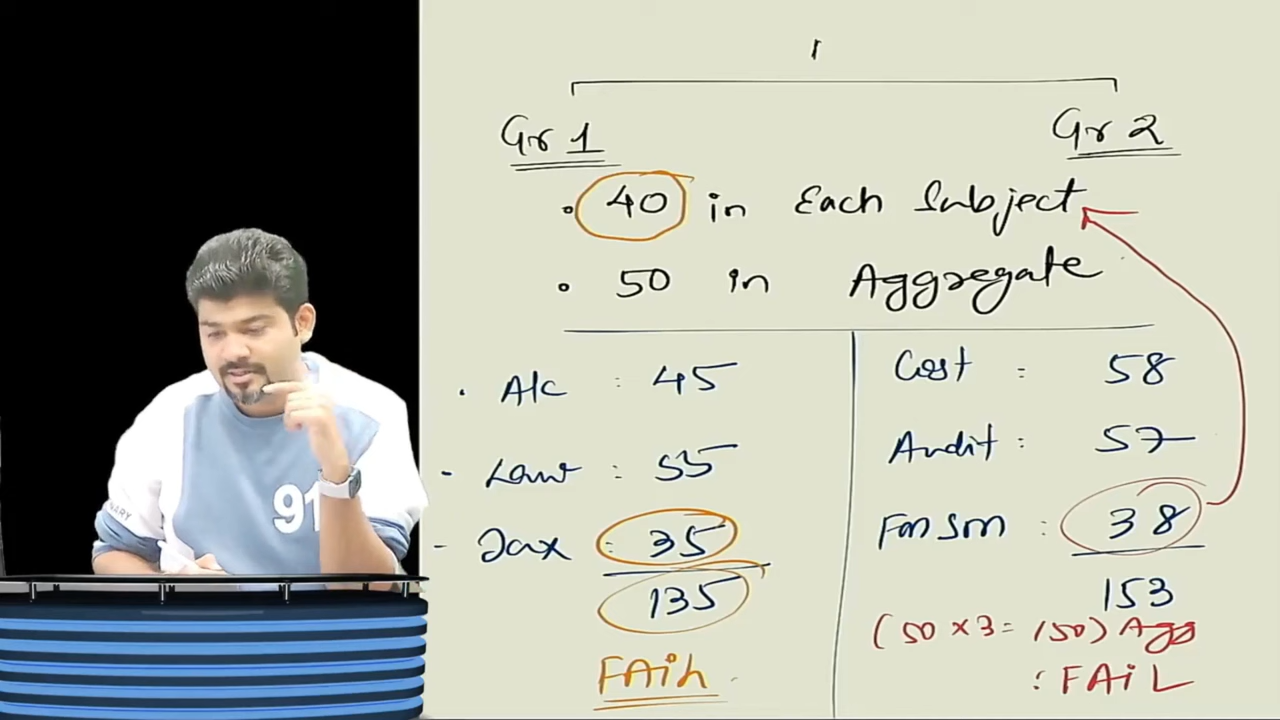 Gr 1
Gr 2
• 40 in Each Subject
• 50 in Aggregate
• A/c : 45
- Law : 55
- Tax : 35
135
FAIL
Cost : 58
Audit : 57
Fm Sm : 38
153
(50 × 3 = 150) Agg
: FAIL
91
NARY